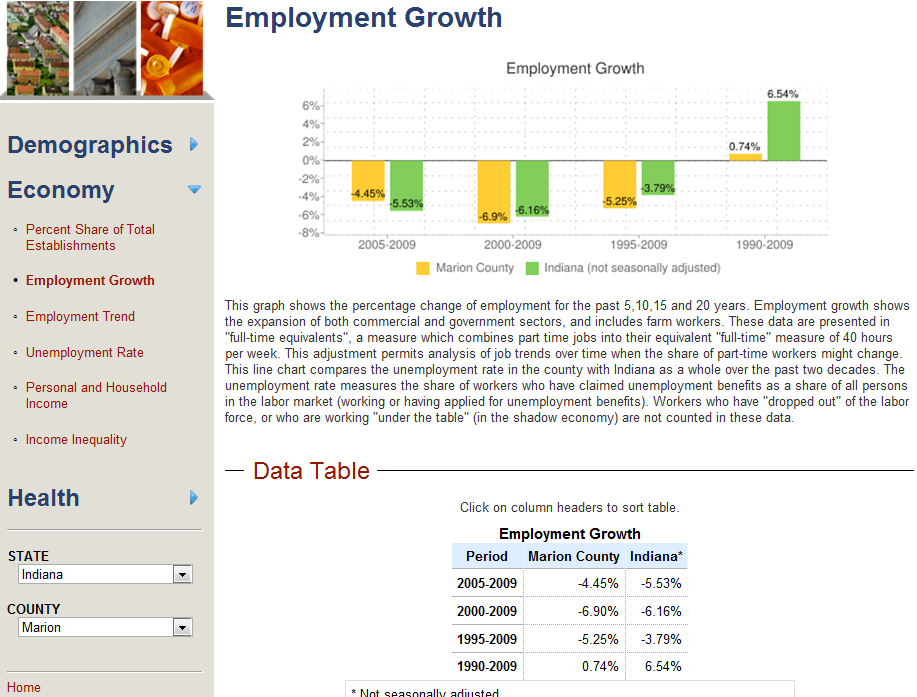 Employment Growth
Demographics
Economy
Percent Share of Total
Establishments
Employment Growth
Employment Trend
Unemployment Rate
Personal and Household
Income
Income Inequality
Health
STATE
Indiana
COUNTY
Marion
Home
Employment Growth
6%
4%
2%
0%
-2%
-4%
-6%
-8%
-4.45%
-5.53%
-6.9%
-6.16%
-5.25%
-3.79%
0.74%
6.54%
2005-2009 2000-2009 1995-2009 1990-2009
Marion County Indiana (not seasonally adjusted)
This graph shows the percentage change of employment for the past 5,10,15 and 20 years. Employment growth shows
the expansion of both commercial and government sectors, and includes farm workers. These data are presented in
"full-time equivalents", a measure which combines part time jobs into their equivalent "full-time" measure of 40 hours
per week. This adjustment permits analysis of job trends over time when the share of part-time workers might change.
This line chart compares the unemployment rate in the county with Indiana as a whole over the past two decades. The
unemployment rate measures the share of workers who have claimed unemployment benefits as a share of all persons
in the labor market (working or having applied for unemployment benefits). Workers who have "dropped out" of the labor
force, or who are working "under the table" (in the shadow economy) are not counted in these data.
Data Table
Click on column headers to sort table.
Employment Growth
Period Marion County Indiana*
2005-2009 -4.45% -5.53%
2000-2009 -6.90% -6.16%
1995-2009 -5.25% -3.79%
1990-2009 0.74% 6.54%
* Not seasonally adjusted